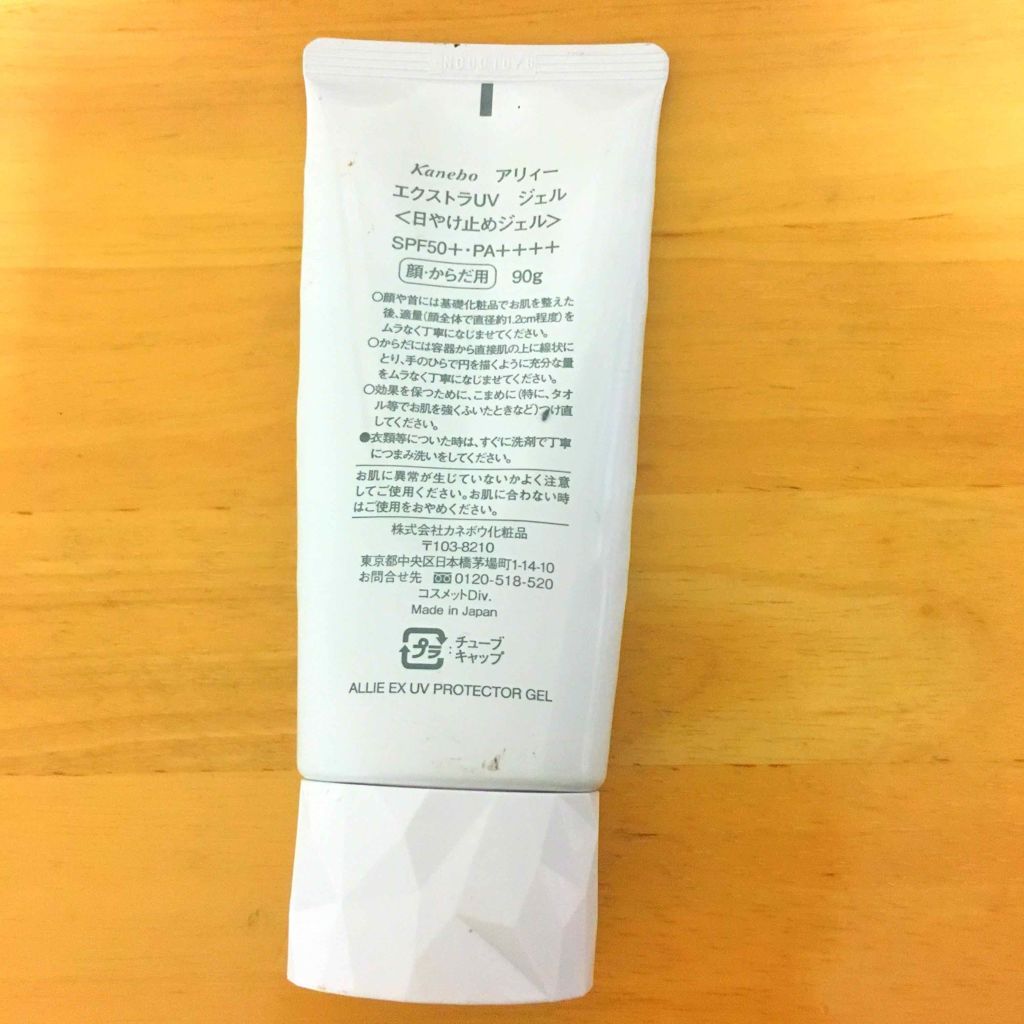 Kanebo アリィー
エクストラUV ジェル
＜日やけ止めジェル＞
SPF50+・PA++++
顔・からだ用 90g
○顔や首には基礎化粧品でお肌を整えた
後、適量（顔全体で直径約1.2cm程度）を
ムラなく丁寧になじませてください。
○からだには容器から直接肌の上に線状に
とり、手のひらで円を描くように充分な量
をムラなく丁寧になじませてください。
○効果を保つために、こまめに（特に、タオ
ル等でお肌を強くふいたときなど）つけ直
してください。
●衣類等についた時は、すぐに洗剤で丁寧
につまみ洗いをしてください。
お肌に異常が生じていないかよく注意
してご使用ください。お肌に合わない時
はご使用をおやめください。
株式会社カネボウ化粧品
〒103-8210
東京都中央区日本橋茅場町1-14-10
お問合せ先 0120-518-520
コスメットDiv.
Made in Japan
プラ : チューブ
キャップ
ALLIE EX UV PROTECTOR GEL